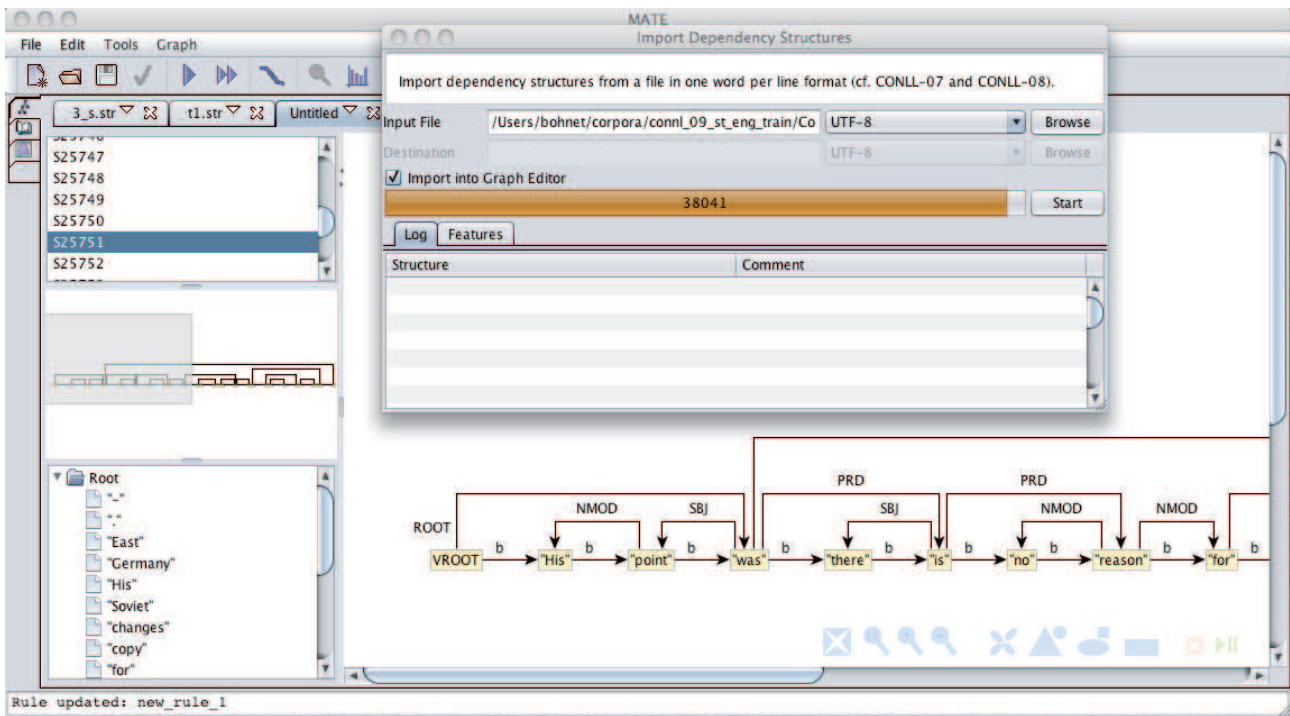 MATE
File Edit Tools Graph
Import Dependency Structures
Import dependency structures from a file in one word per line format (cf. CONLL-07 and CONLL-08).
3_s.str t1.str Untitled
Input File /Users/bohnet/corpora/connl_09_st_eng_train/Co UTF-8 Browse
Destination UTF-8 Browse
Import into Graph Editor
38041 Start
Log Features
Structure Comment
S25747
S25748
S25749
S25750
S25751
S25752
Root
"-"
"."
"East"
"Germany"
"His"
"Soviet"
"changes"
"copy"
"for"
PRD PRD
NMOD SBJ SBJ NMOD NMOD
ROOT
VROOT b "His" b "point" b "was" b "there" b "is" b "no" b "reason" b "for" b
Rule updated: new_rule_1